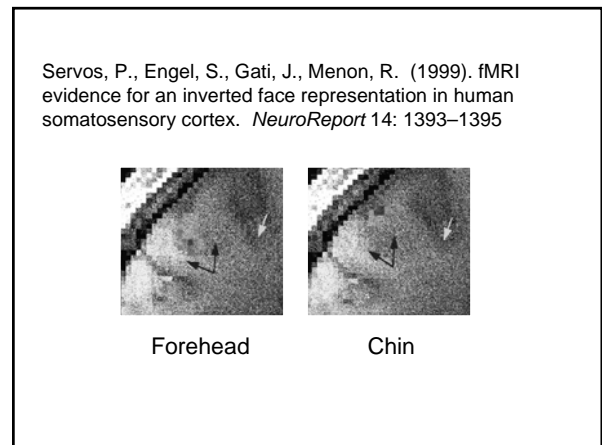 Servos, P., Engel, S., Gati, J., Menon, R. (1999). fMRI
evidence for an inverted face representation in human
somatosensory cortex. NeuroReport 14: 1393–1395
Forehead Chin